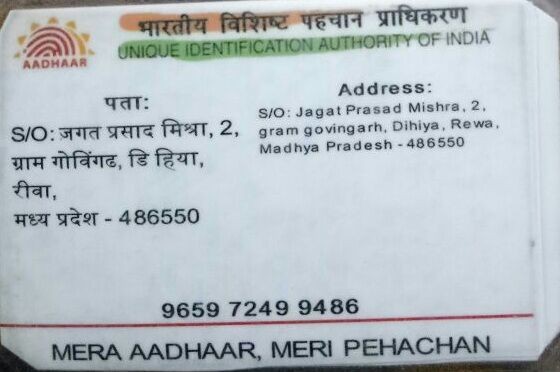 भारतीय विशिष्ट पहचान प्राधिकरण
UNIQUE IDENTIFICATION AUTHORITY OF INDIA
AADHAAR
पता:
S/O: जगत प्रसाद मिश्रा, 2,
ग्राम गोविंगढ, डि हिया,
रीवा,
मध्य प्रदेश - 486550
Address:
S/O: Jagat Prasad Mishra, 2,
gram govingarh, Dihiya, Rewa,
Madhya Pradesh - 486550
9659 7249 9486
MERA AADHAAR, MERI PEHACHAN